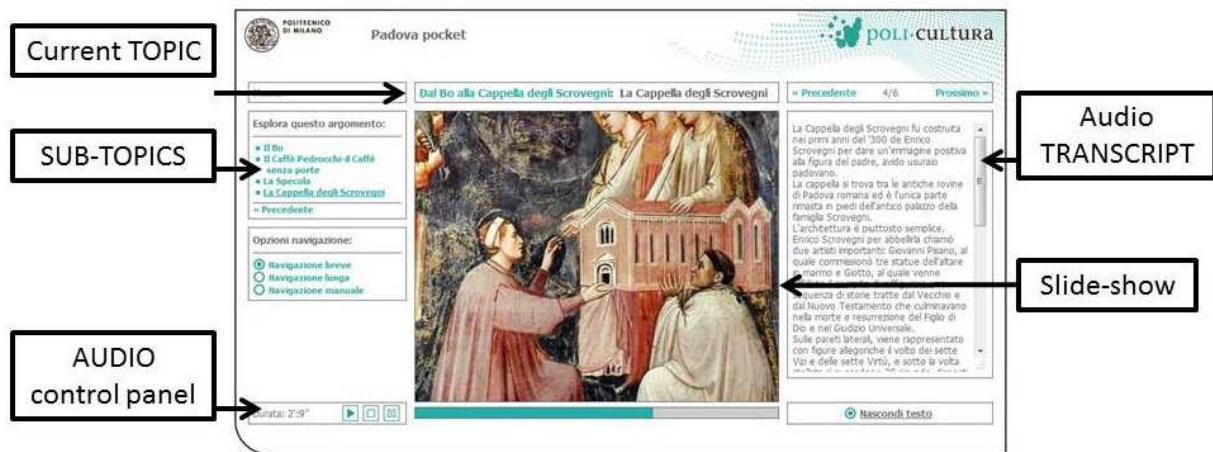 POLITECNICO
DI MILANO
Padova pocket
POLI·CULTURA
Current TOPIC
Dal Bo alla Cappella degli Scrovegni: La Cappella degli Scrovegni
« Precedente 4/6 Prossimo »
SUB-TOPICS
Esplora questo argomento:
• Il Bo
• Il Caffè Pedrocchi-il Caffè
senza porte
• La Specola
• La Cappella degli Scrovegni
« Precedente
Opzioni navigazione:
Navigazione breve
Navigazione lunga
Navigazione manuale
AUDIO
control panel
Durata: 2':9"
La Cappella degli Scrovegni fu costruita
nei primi anni del '300 de Enrico
Scrovegni per dare un'immagine postiva
alla figura del padre, avido usuraio
padovano.
La cappella si trova tra le antiche rovine
di Padova romana ed è l'unica parte
rimasta in piedi dell'antico palazzo della
famiglia Scrovegni.
L'architettura è piuttosto semplice.
Enrico Scrovegni per abbellirla chiamò
due artisti importanti: Giovanni Pisano, al
quale commissionò tre statue dell'altare
in marmo e Giotto, al quale venne
sequenza di storie tratte dal Vecchio e
dal Nuovo Testamento che culminavano
nella morte e resurrezione del Figlio di
Dio e nel Giudizio Universale.
Sulle pareti laterali, viene rappresentato
con figure allegoriche il volto dei sette
Vizi e delle sette Virtù, e sotto la volta
Nascondi testo
Audio
TRANSCRIPT
Slide-show